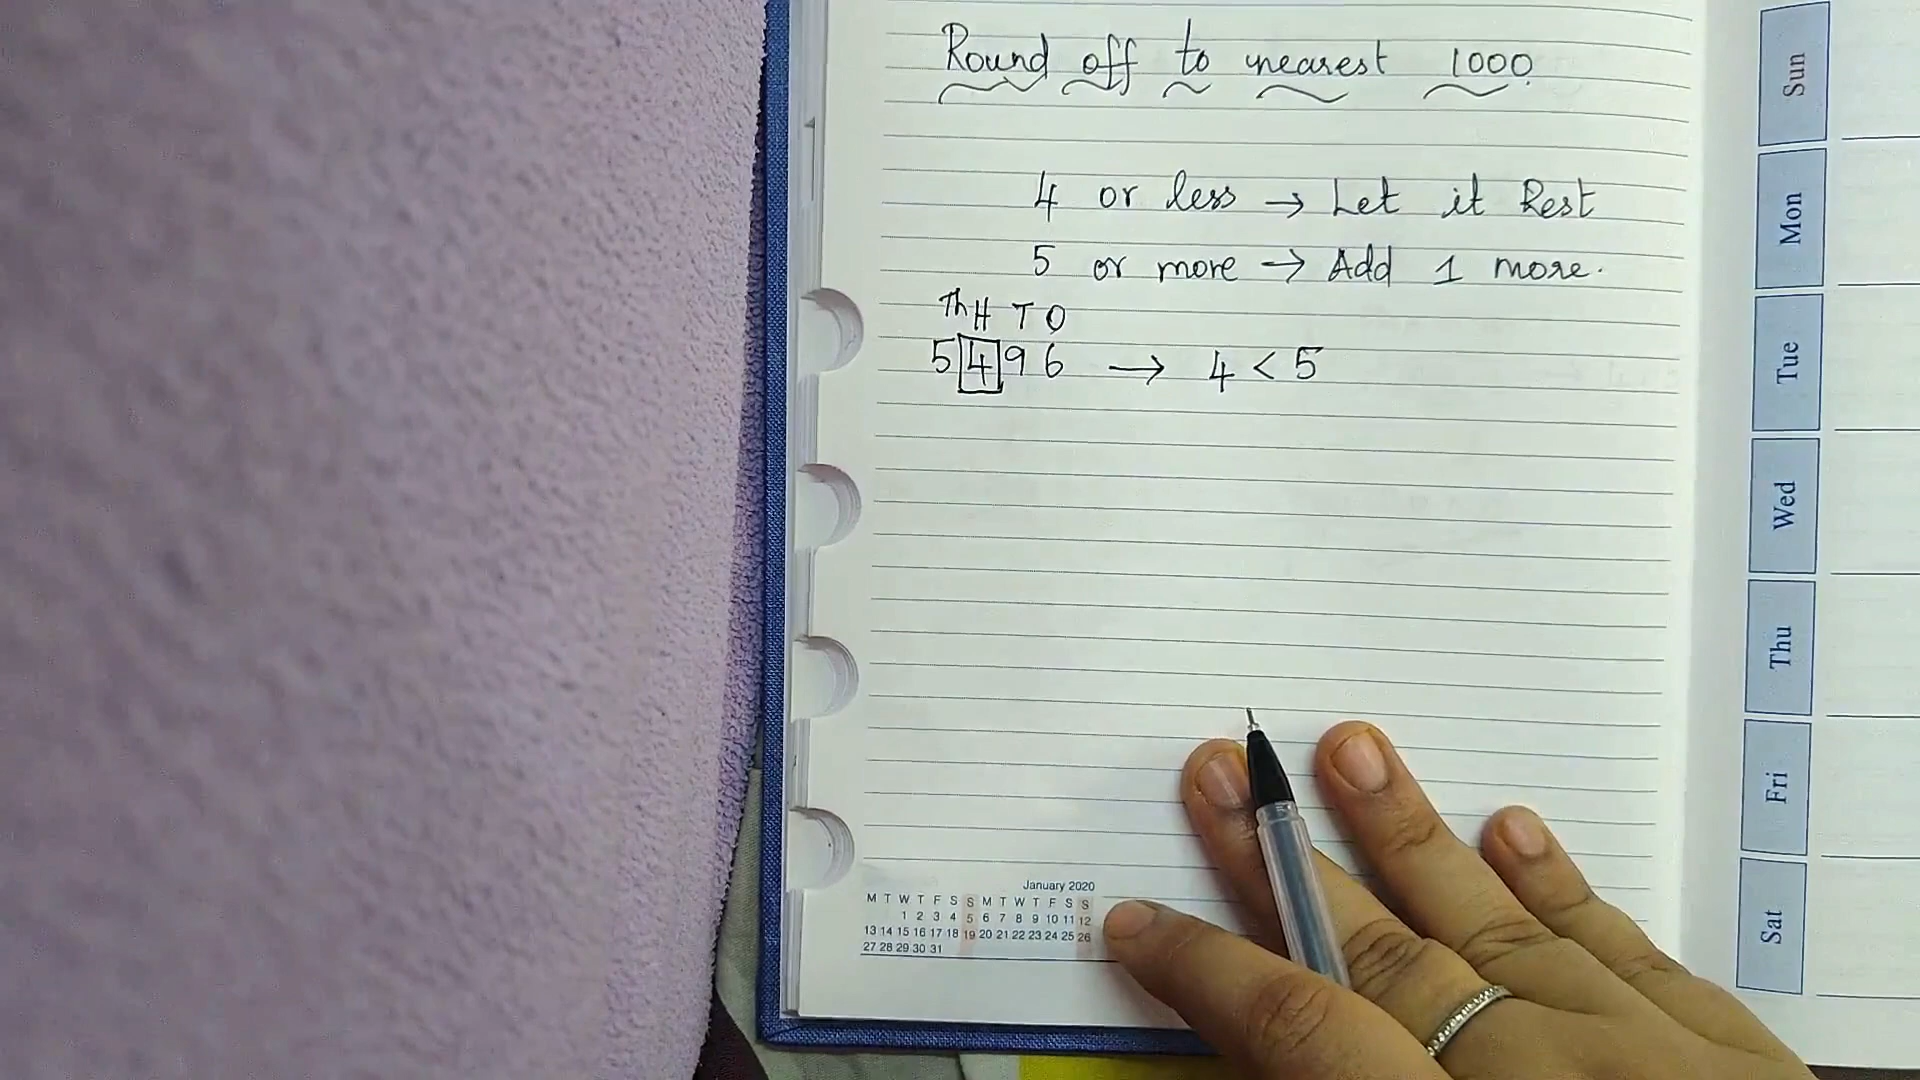 Round off to nearest 1000.
4 or less → Let it Rest
5 or more → Add 1 more.
Th H T O
5 4 9 6 → 4 < 5
Sun
Mon
Tue
Wed
Thu
Fri
Sat
January 2020
M T W T F S S M T W T F S S
1 2 3 4 5 6 7 8 9 10 11 12
13 14 15 16 17 18 19 20 21 22 23 24 25 26
27 28 29 30 31